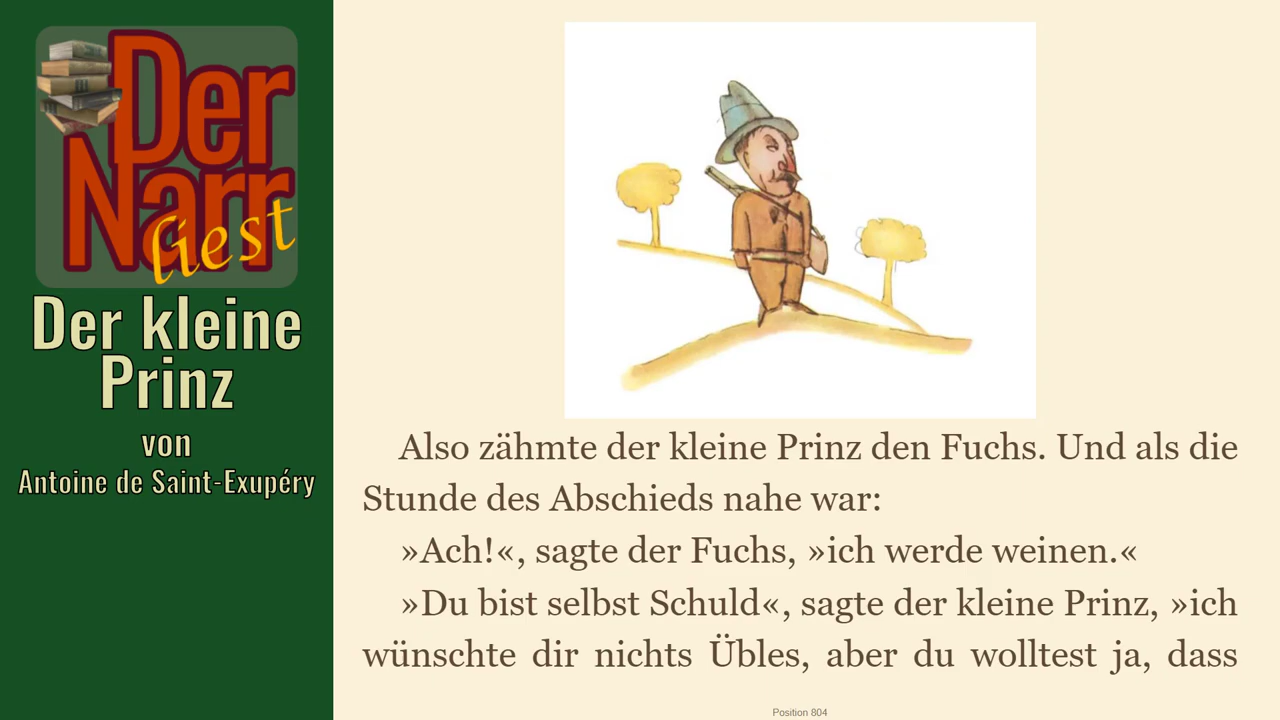 Der
Narr
liest
Der kleine
Prinz
von
Antoine de Saint-Exupéry
Also zähmte der kleine Prinz den Fuchs. Und als die
Stunde des Abschieds nahe war:
»Ach!«, sagte der Fuchs, »ich werde weinen.«
»Du bist selbst Schuld«, sagte der kleine Prinz, »ich
wünschte dir nichts Übles, aber du wolltest ja, dass
Position 804